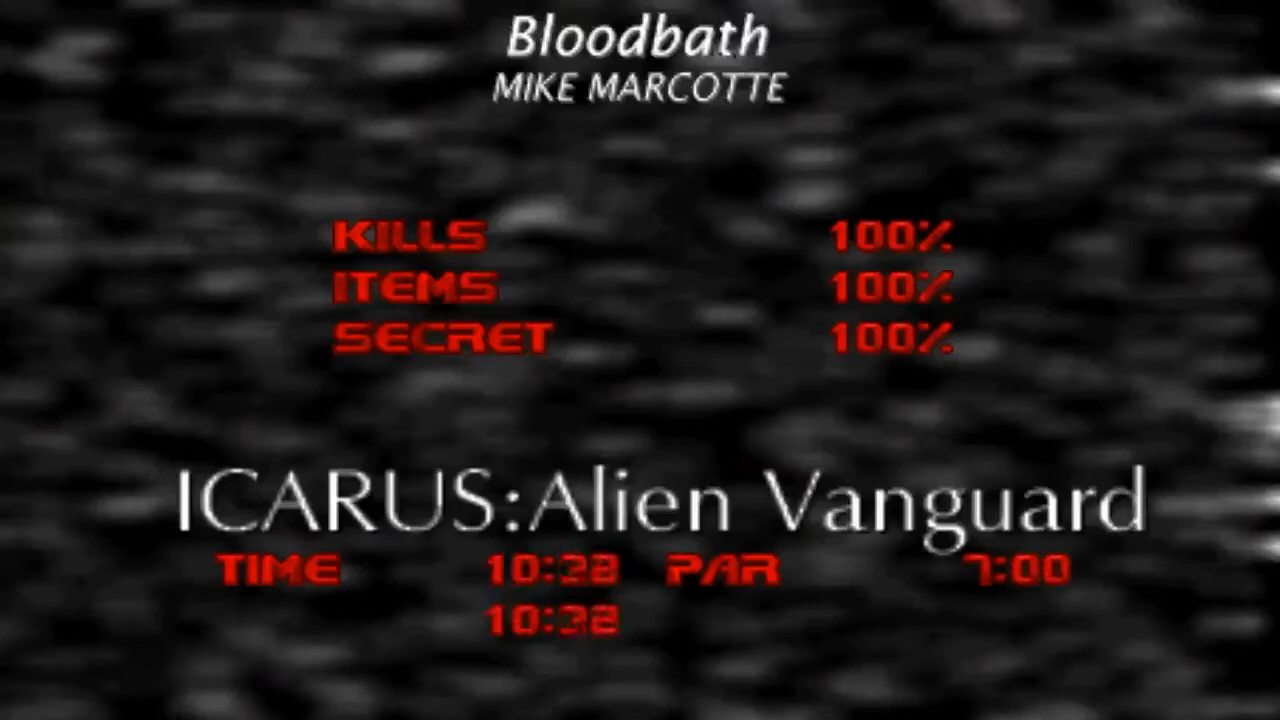 Bloodbath
MIKE MARCOTTE
KILLS 100%
ITEMS 100%
SECRET 100%
ICARUS:Alien Vanguard
TIME 10:28 PAR 7:00
10:32